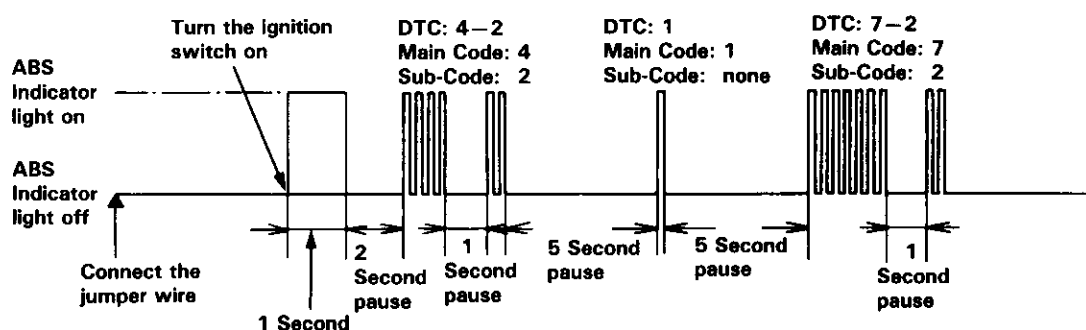 Turn the ignition
switch on
DTC: 4–2
Main Code: 4
Sub-Code: 2
DTC: 1
Main Code: 1
Sub-Code: none
DTC: 7–2
Main Code: 7
Sub-Code: 2
ABS
Indicator
light on
ABS
Indicator
light off
Connect the
jumper wire
1 Second
2
Second
pause
1
Second
pause
5 Second
pause
5 Second
pause
1
Second
pause